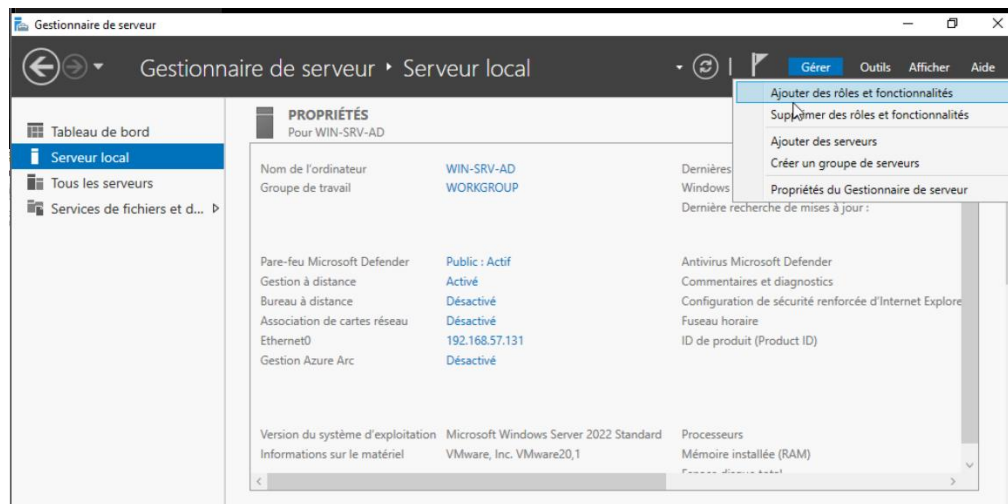 Gestionnaire de serveur
Gestionnaire de serveur ‣ Serveur local
Gérer Outils Afficher Aide
Ajouter des rôles et fonctionnalités
Supprimer des rôles et fonctionnalités
Ajouter des serveurs
Créer un groupe de serveurs
Propriétés du Gestionnaire de serveur
Tableau de bord
Serveur local
Tous les serveurs
Services de fichiers et d...
PROPRIÉTÉS
Pour WIN-SRV-AD
Nom de l'ordinateur WIN-SRV-AD Dernières
Groupe de travail WORKGROUP Windows
Dernière recherche de mises à jour :
Pare-feu Microsoft Defender Public : Actif Antivirus Microsoft Defender
Gestion à distance Activé Commentaires et diagnostics
Bureau à distance Désactivé Configuration de sécurité renforcée d'Internet Explore
Association de cartes réseau Désactivé Fuseau horaire
Ethernet0 192.168.57.131 ID de produit (Product ID)
Gestion Azure Arc Désactivé
Version du système d'exploitation Microsoft Windows Server 2022 Standard Processeurs
Informations sur le matériel VMware, Inc. VMware20,1 Mémoire installée (RAM)
Espace disque total